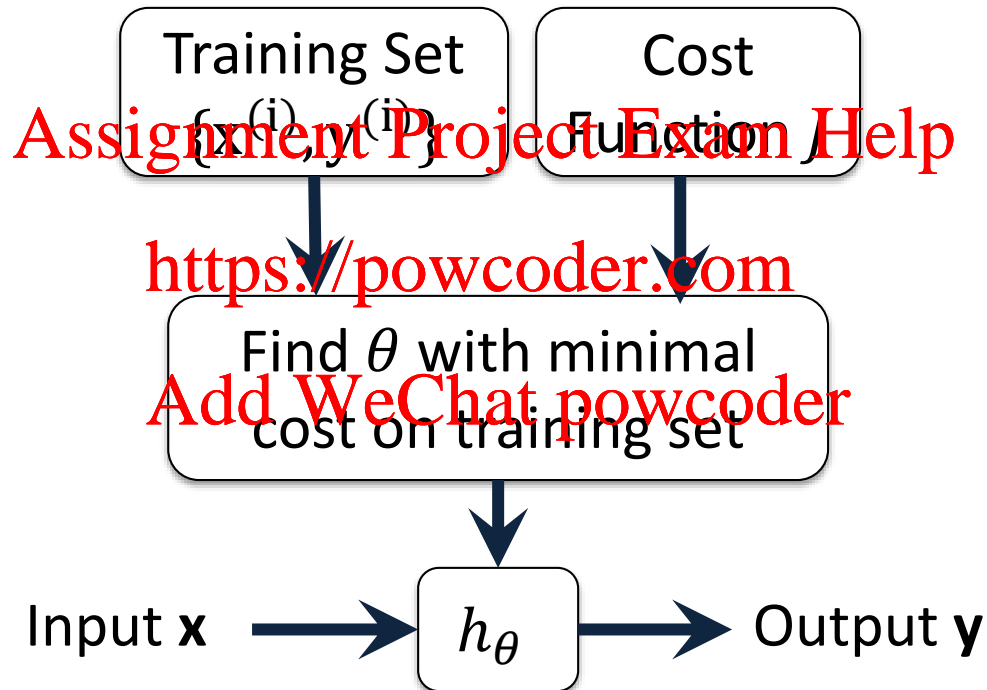 Training Set
{x^(i), y^(i)}
Cost
Function J
Assignment Project Exam Help
https://powcoder.com
Find θ with minimal
cost on training set
Add WeChat powcoder
Input x
h_θ
Output y